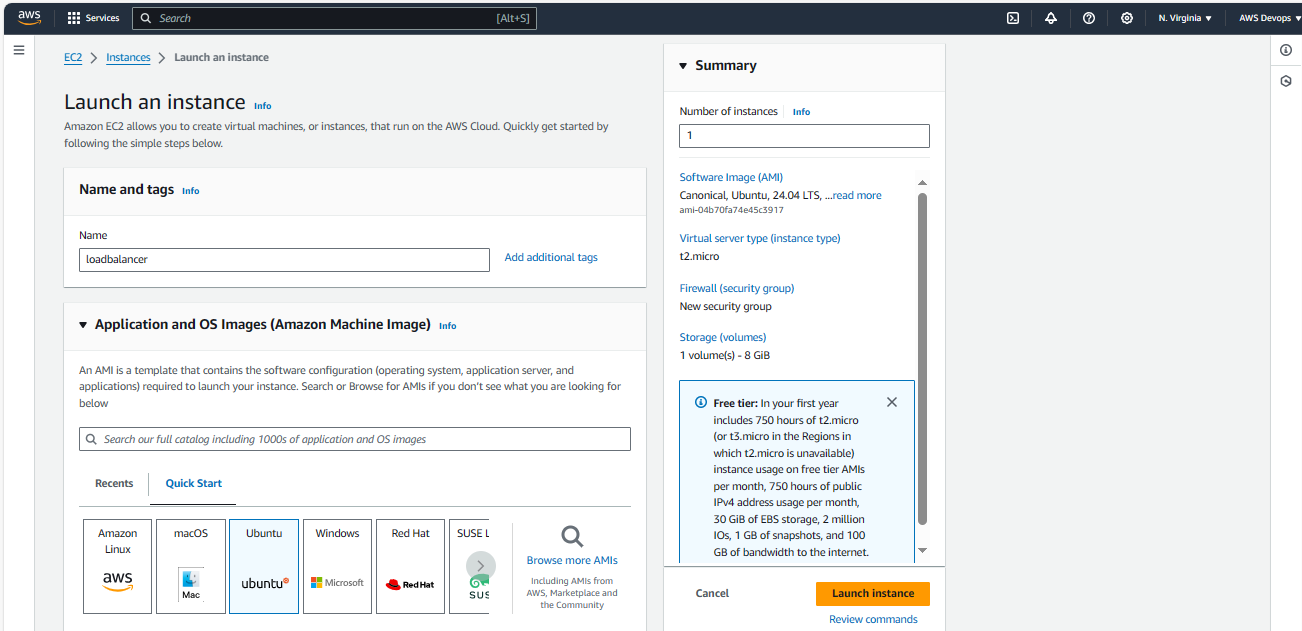 aws
Services
Search
[Alt+S]
N. Virginia
AWS Devops
EC2
Instances
Launch an instance
Launch an instance Info
Amazon EC2 allows you to create virtual machines, or instances, that run on the AWS Cloud. Quickly get started by
following the simple steps below.
Name and tags Info
Name
loadbalancer
Add additional tags
Application and OS Images (Amazon Machine Image) Info
An AMI is a template that contains the software configuration (operating system, application server, and
applications) required to launch your instance. Search or Browse for AMIs if you don't see what you are looking for
below
Search our full catalog including 1000s of application and OS images
Recents
Quick Start
Amazon
Linux
aws
macOS
Mac
Ubuntu
ubuntu
Windows
Microsoft
Red Hat
Red Hat
SUSE L
SUS
Browse more AMIs
Including AMIs from
AWS, Marketplace and
the Community
Summary
Number of instances Info
1
Software Image (AMI)
Canonical, Ubuntu, 24.04 LTS, ...read more
ami-04b70fa74e45c3917
Virtual server type (instance type)
t2.micro
Firewall (security group)
New security group
Storage (volumes)
1 volume(s) - 8 GiB
Free tier: In your first year
includes 750 hours of t2.micro
(or t3.micro in the Regions in
which t2.micro is unavailable)
instance usage on free tier AMIs
per month, 750 hours of public
IPv4 address usage per month,
30 GiB of EBS storage, 2 million
IOs, 1 GB of snapshots, and 100
GB of bandwidth to the internet.
Cancel
Launch instance
Review commands